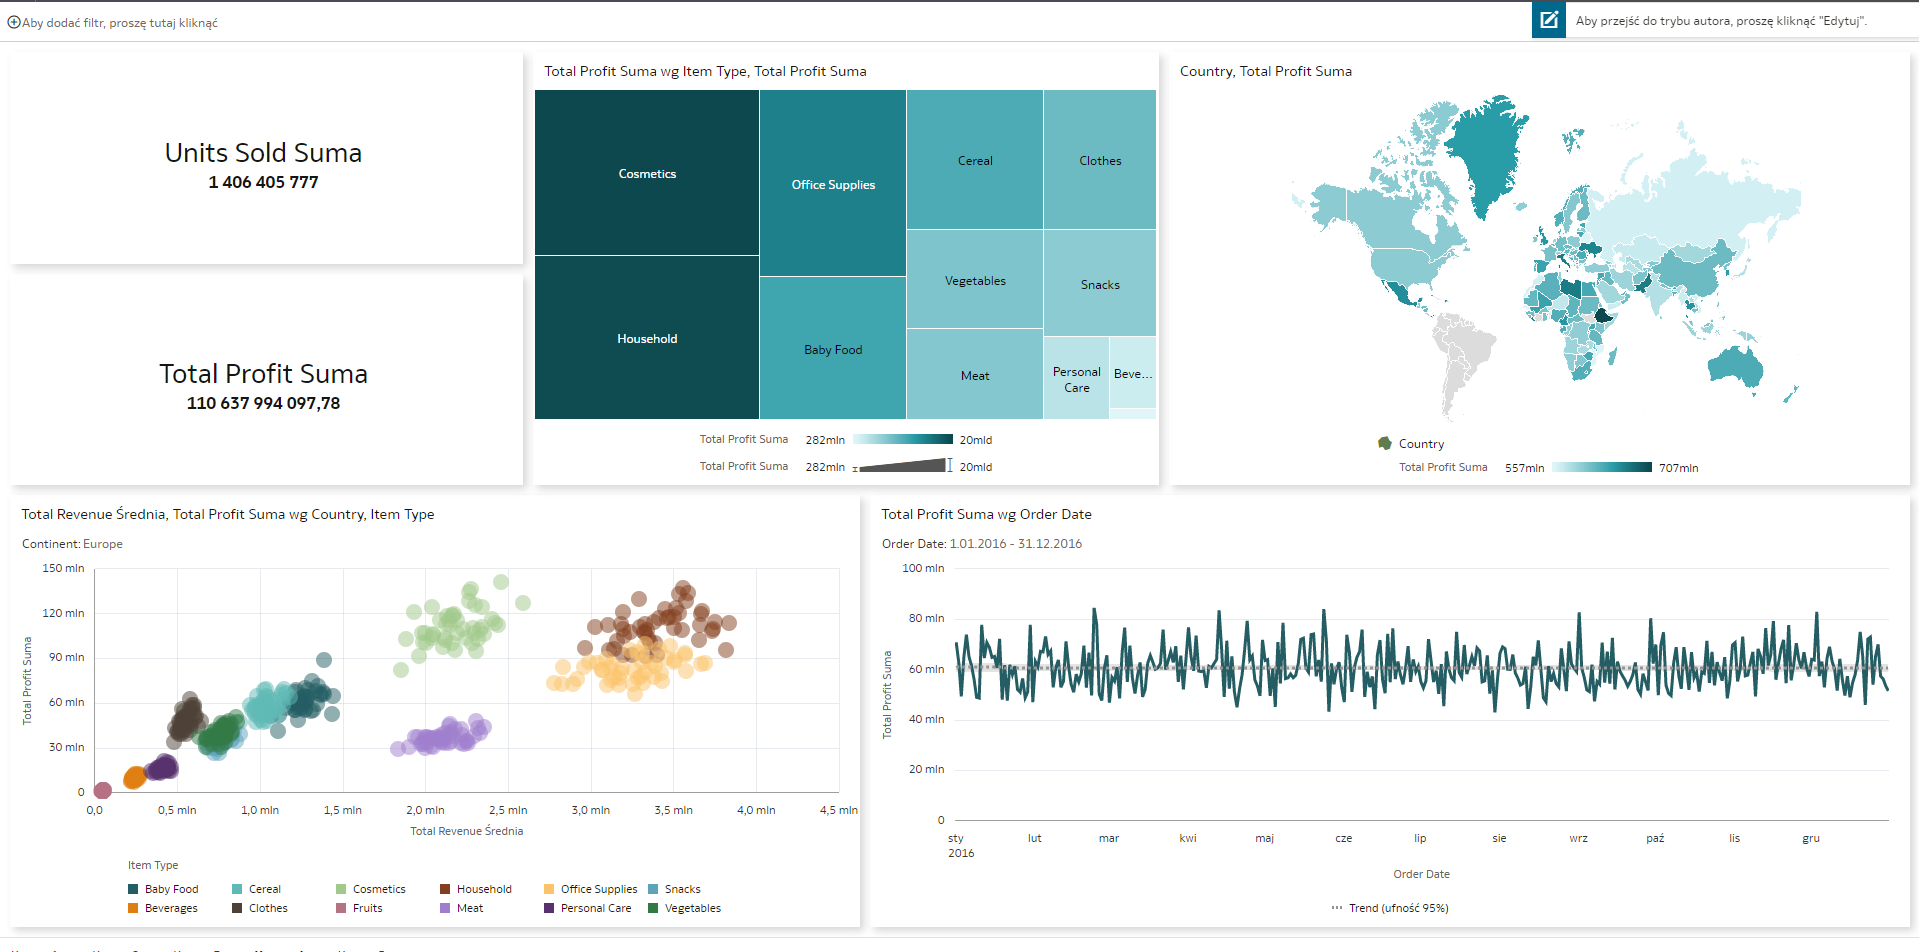 Aby dodać filtr, proszę tutaj kliknąć
Aby przejść do trybu autora, proszę kliknąć "Edytuj".
Units Sold Suma
1 406 405 777
Total Profit Suma
110 637 994 097,78
Total Profit Suma wg Item Type, Total Profit Suma
Cosmetics
Household
Office Supplies
Baby Food
Cereal
Vegetables
Meat
Clothes
Snacks
Personal
Care
Beve...
Total Profit Suma 282mln 20mld
Total Profit Suma 282mln 20mld
Country, Total Profit Suma
Country
Total Profit Suma 557mln 707mln
Total Revenue Średnia, Total Profit Suma wg Country, Item Type
Continent: Europe
Total Profit Suma
150 mln
120 mln
90 mln
60 mln
30 mln
0
0,0 0,5 mln 1,0 mln 1,5 mln 2,0 mln 2,5 mln 3,0 mln 3,5 mln 4,0 mln 4,5 mln
Total Revenue Średnia
Item Type
Baby Food Cereal Cosmetics Household Office Supplies Snacks
Beverages Clothes Fruits Meat Personal Care Vegetables
Total Profit Suma wg Order Date
Order Date: 1.01.2016 - 31.12.2016
Total Profit Suma
100 mln
80 mln
60 mln
40 mln
20 mln
0
sty lut mar kwi maj cze lip sie wrz paź lis gru
2016
Order Date
Trend (ufność 95%)